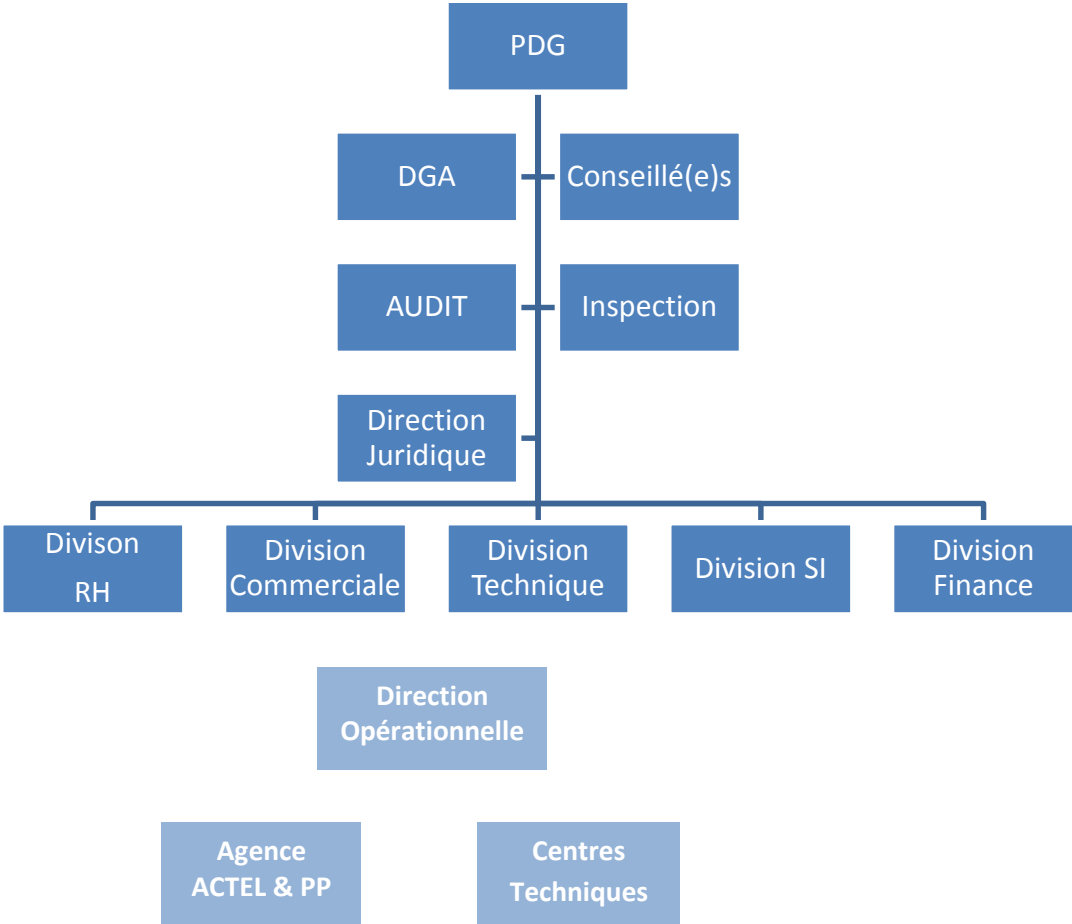 PDG
DGA
Conseillé(e)s
AUDIT
Inspection
Direction
Juridique
Divison
RH
Division
Commerciale
Division
Technique
Division SI
Division
Finance
Direction
Opérationnelle
Agence
ACTEL & PP
Centres
Techniques